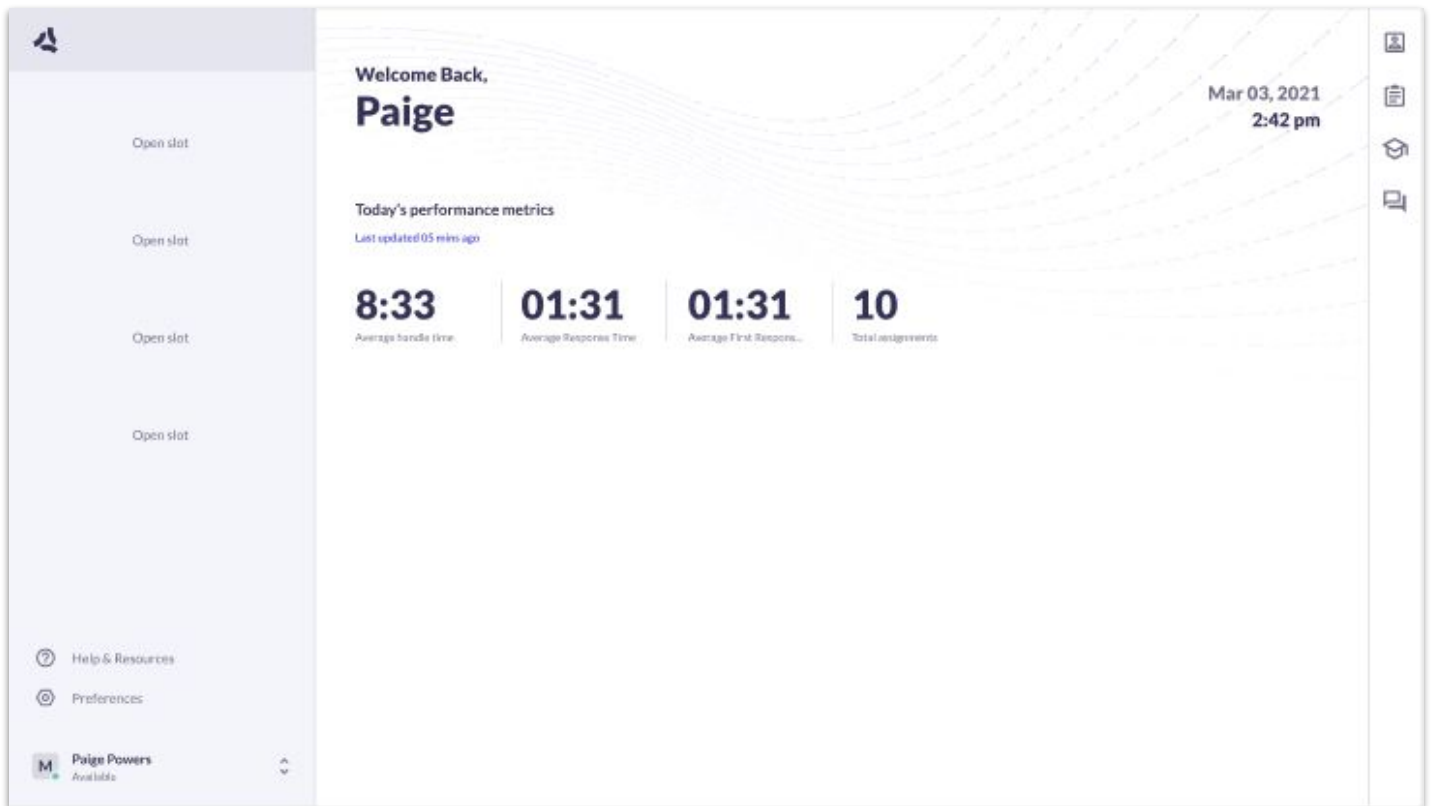 Open slot
Open slot
Open slot
Open slot
Help & Resources
Preferences
M
Paige Powers
Available
Welcome Back,
Paige
Mar 03, 2021
2:42 pm
Today's performance metrics
Last updated 05 mins ago
8:33
Average handle time
01:31
Average Response Time
01:31
Average First Respons...
10
Total assignments